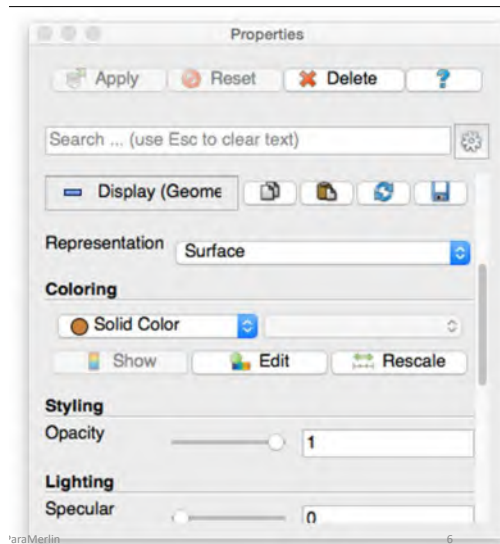 Properties
Apply Reset Delete ?
Search ... (use Esc to clear text)
Display (Geome
Representation Surface
Coloring
Solid Color
Show Edit Rescale
Styling
Opacity 1
Lighting
Specular 0
ParaMerlin 6